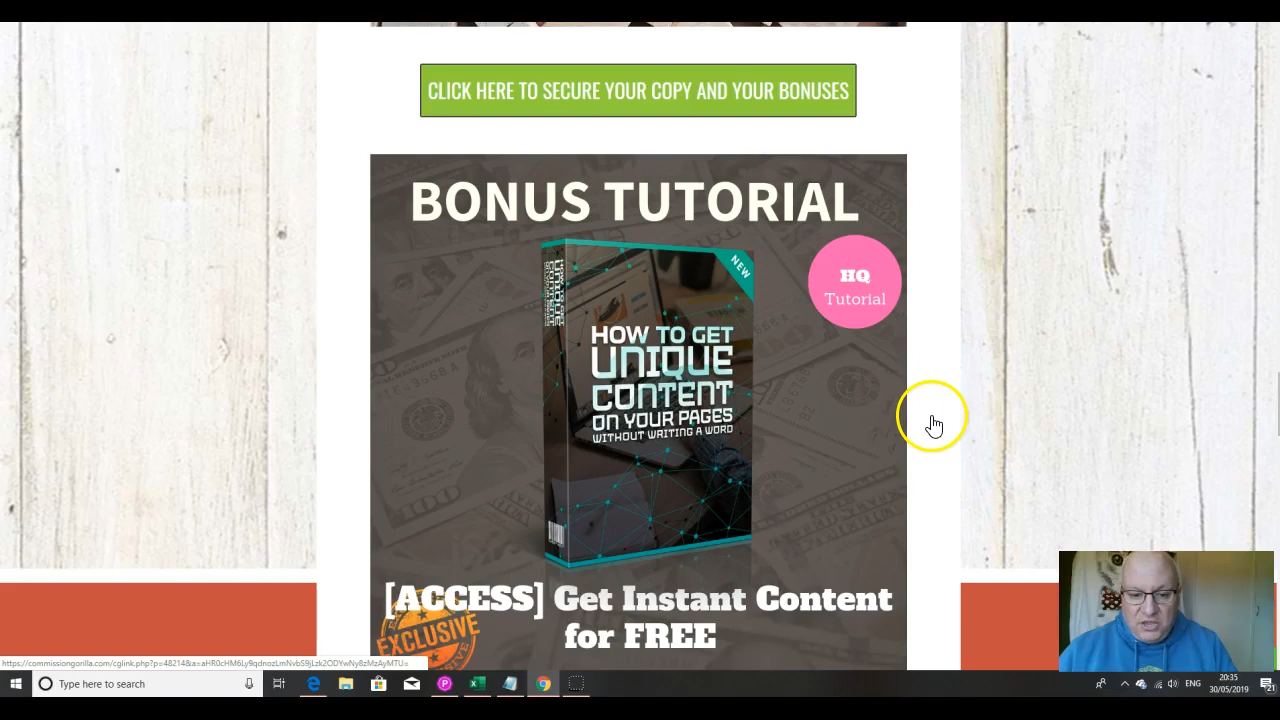 CLICK HERE TO SECURE YOUR COPY AND YOUR BONUSES
BONUS TUTORIAL
NEW
HQ
Tutorial
HOW TO GET
UNIQUE
CONTENT
ON YOUR PAGES
WITHOUT WRITING A WORD
[ACCESS] Get Instant Content
for FREE
EXCLUSIVE
Type here to search
ENG
20:35
30/05/2019
21